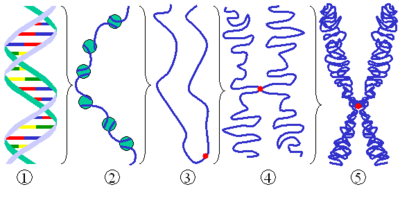 ① ② ③ ④ ⑤